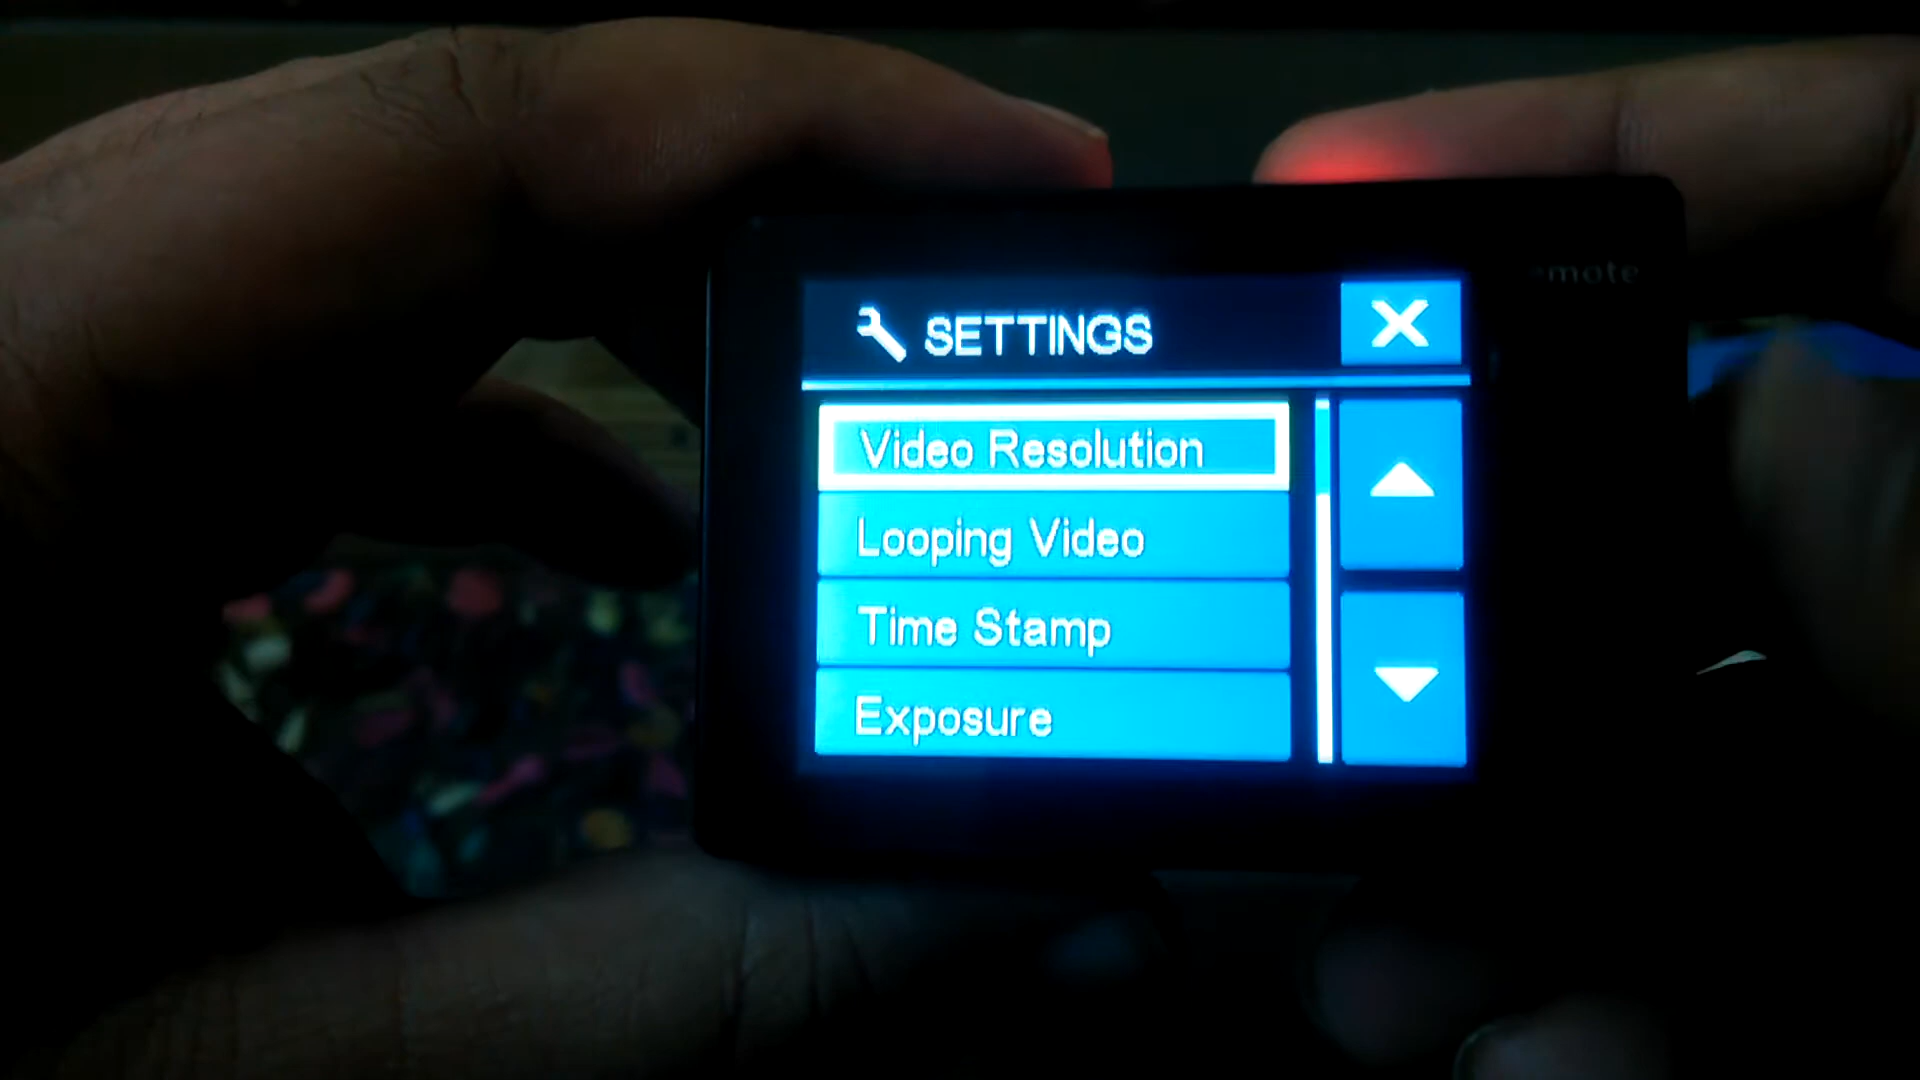 SETTINGS
Video Resolution
Looping Video
Time Stamp
Exposure